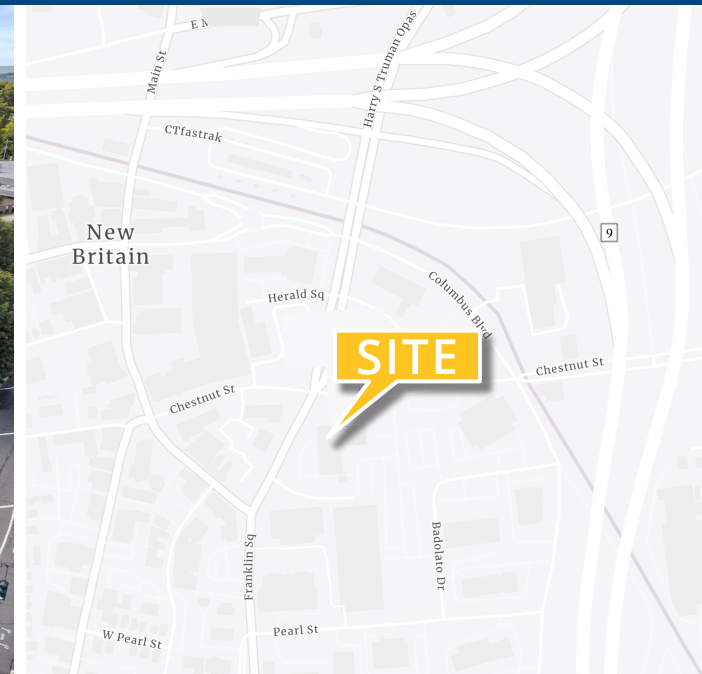 E M
Main St
Harry S Truman Opas
CTfastrak
New
Britain
9
Herald Sq
Columbus Blvd
SITE
Chestnut St
Chestnut St
Badolato Dr
Franklin Sq
Pearl St
W Pearl St